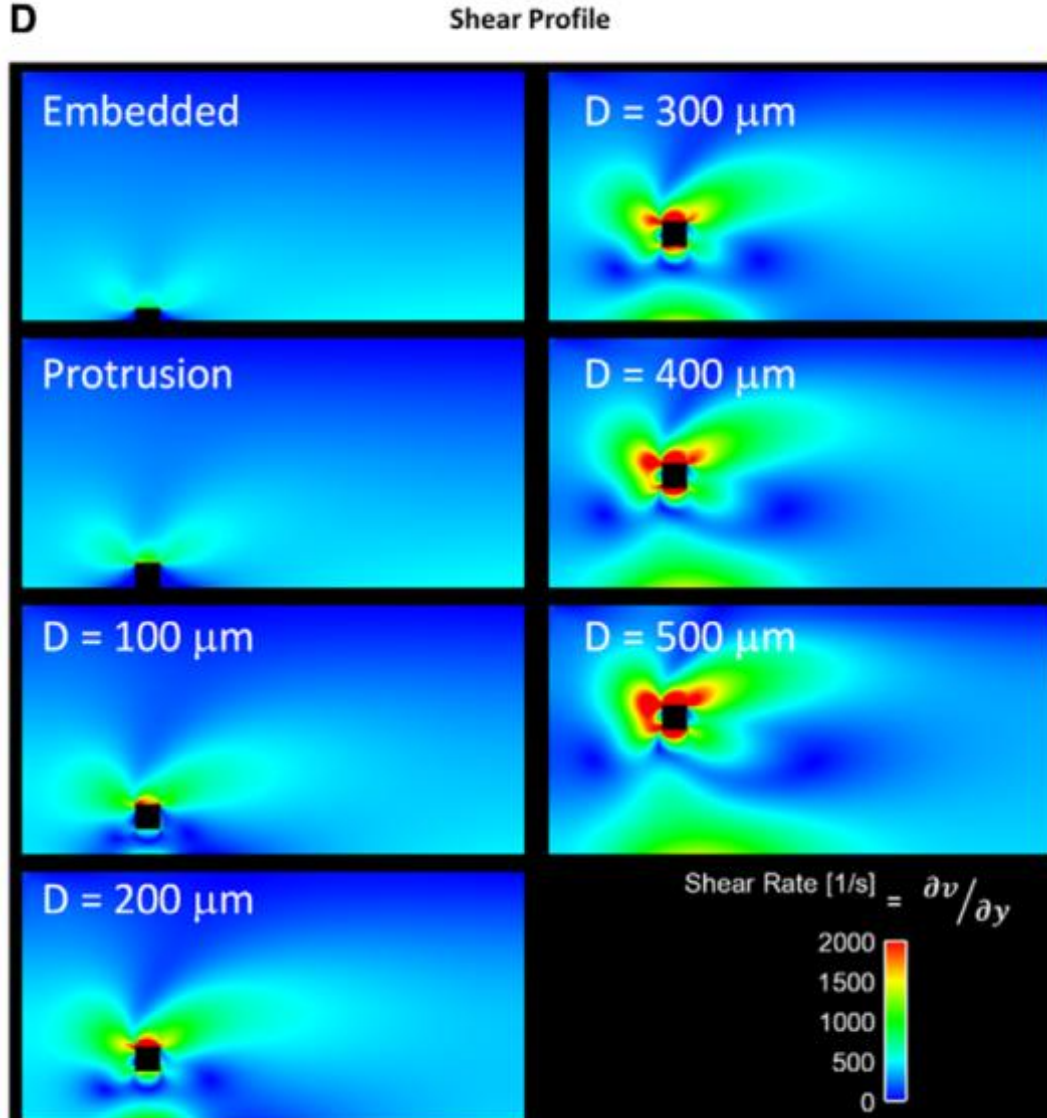 D
Shear Profile
Embedded
D = 300 μm
Protrusion
D = 400 μm
D = 100 μm
D = 500 μm
D = 200 μm
Shear Rate [1/s] = ∂v/∂y
2000
1500
1000
500
0